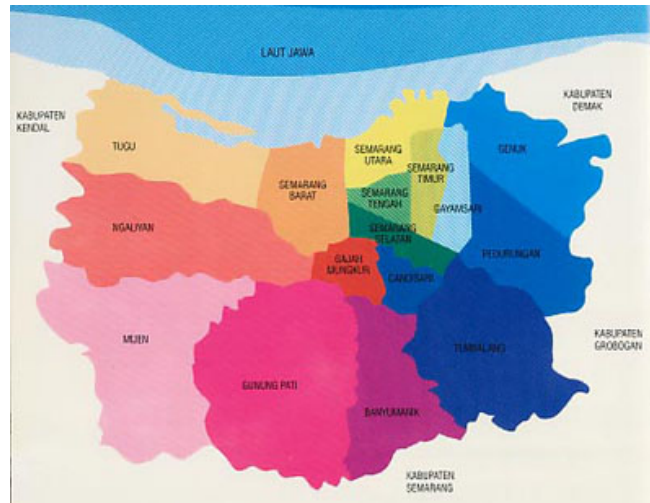 LAUT JAWA
KABUPATEN
KENDAL
KABUPATEN
DEMAK
TUGU
SEMARANG
UTARA
SEMARANG
TIMUR
GENUK
SEMARANG
BARAT
SEMARANG
TENGAH
GAYAMSARI
NGALIYAN
SEMARANG
SELATAN
GAJAH
MUNGKUR
CANDISARI
PEDURUNGAN
MIJEN
TEMBALANG
KABUPATEN
GROBOGAN
GUNUNG PATI
BANYUMANIK
KABUPATEN
SEMARANG